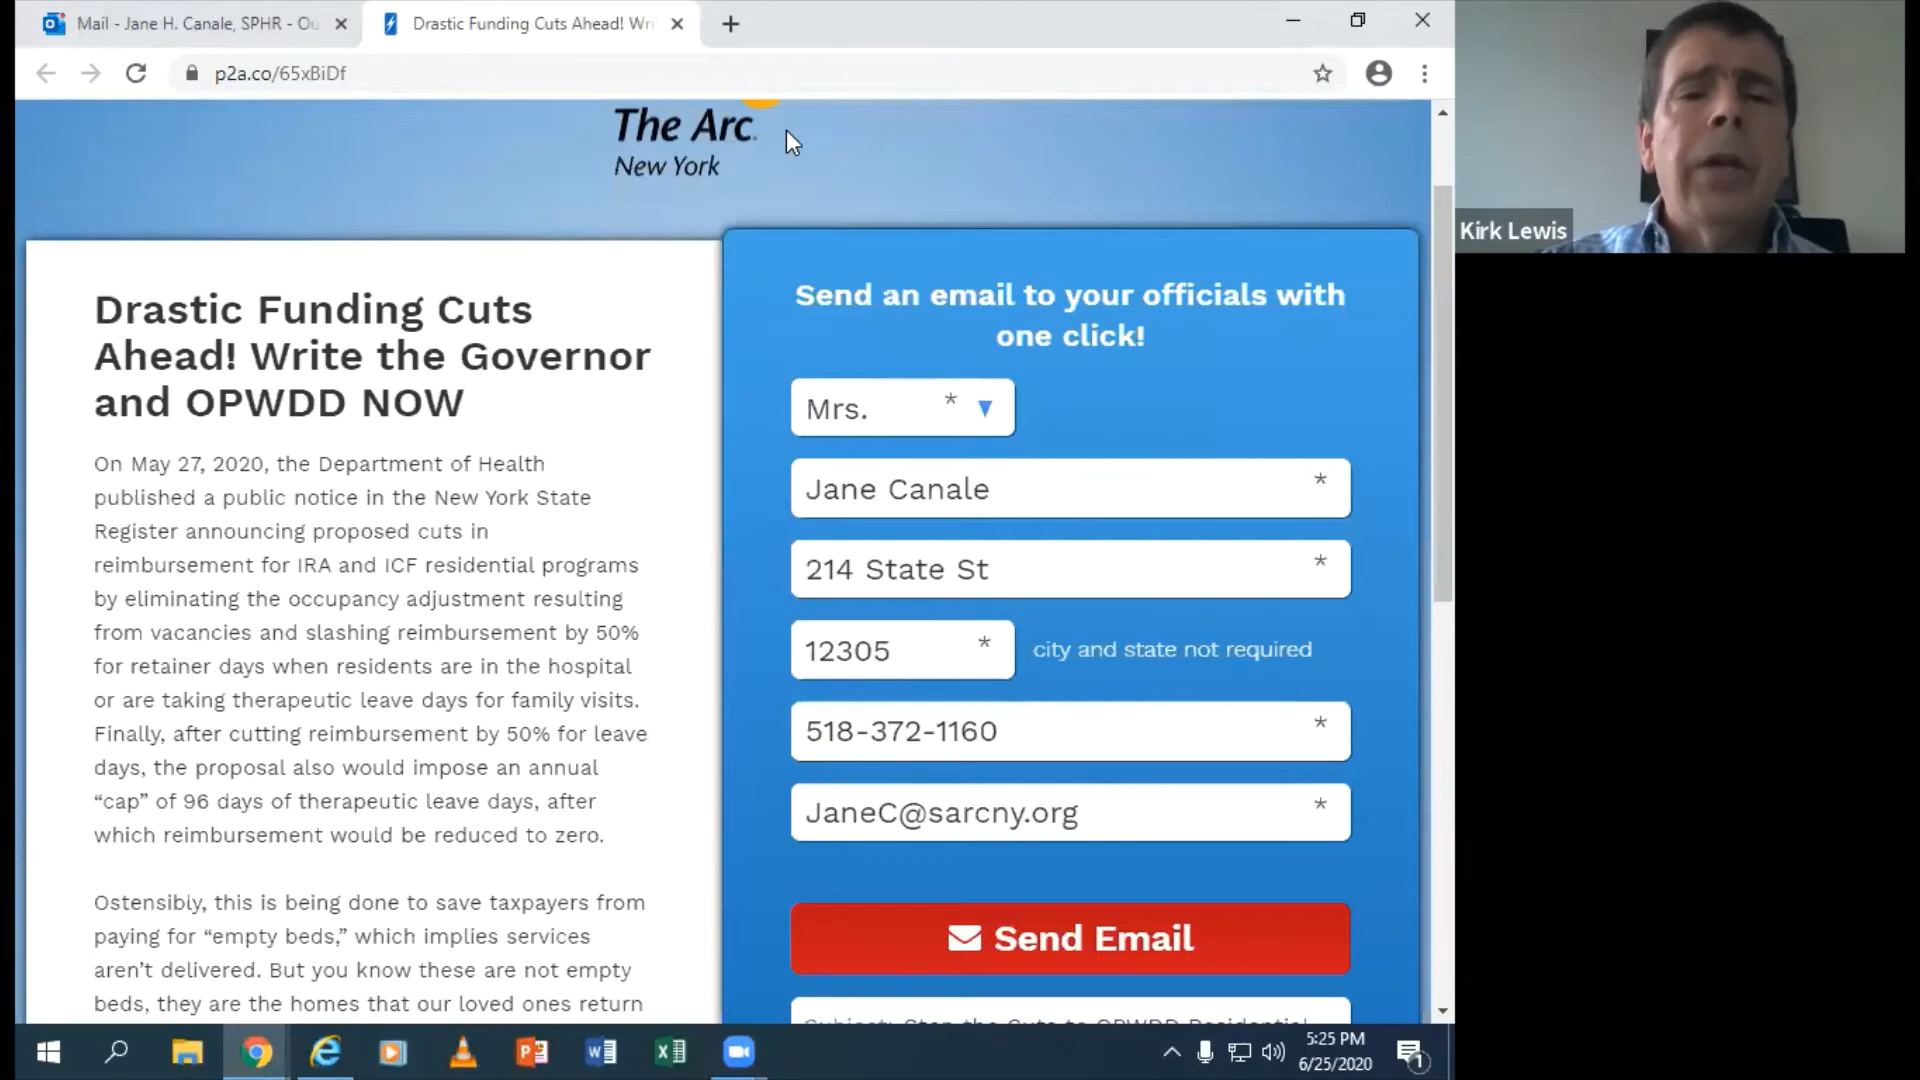 Mail - Jane H. Canale, SPHR - Ou
Drastic Funding Cuts Ahead! Wri
p2a.co/65xBiDf
The Arc
New York
Kirk Lewis
Drastic Funding Cuts
Ahead! Write the Governor
and OPWDD NOW
On May 27, 2020, the Department of Health
published a public notice in the New York State
Register announcing proposed cuts in
reimbursement for IRA and ICF residential programs
by eliminating the occupancy adjustment resulting
from vacancies and slashing reimbursement by 50%
for retainer days when residents are in the hospital
or are taking therapeutic leave days for family visits.
Finally, after cutting reimbursement by 50% for leave
days, the proposal also would impose an annual
“cap” of 96 days of therapeutic leave days, after
which reimbursement would be reduced to zero.
Ostensibly, this is being done to save taxpayers from
paying for “empty beds,” which implies services
aren’t delivered. But you know these are not empty
beds, they are the homes that our loved ones return
Send an email to your officials with
one click!
Mrs. *
Jane Canale *
214 State St *
12305 * city and state not required
518-372-1160 *
JaneC@sarcny.org *
Send Email
Subject: Stop the Cuts to OPWDD Residential
5:25 PM
6/25/2020
1